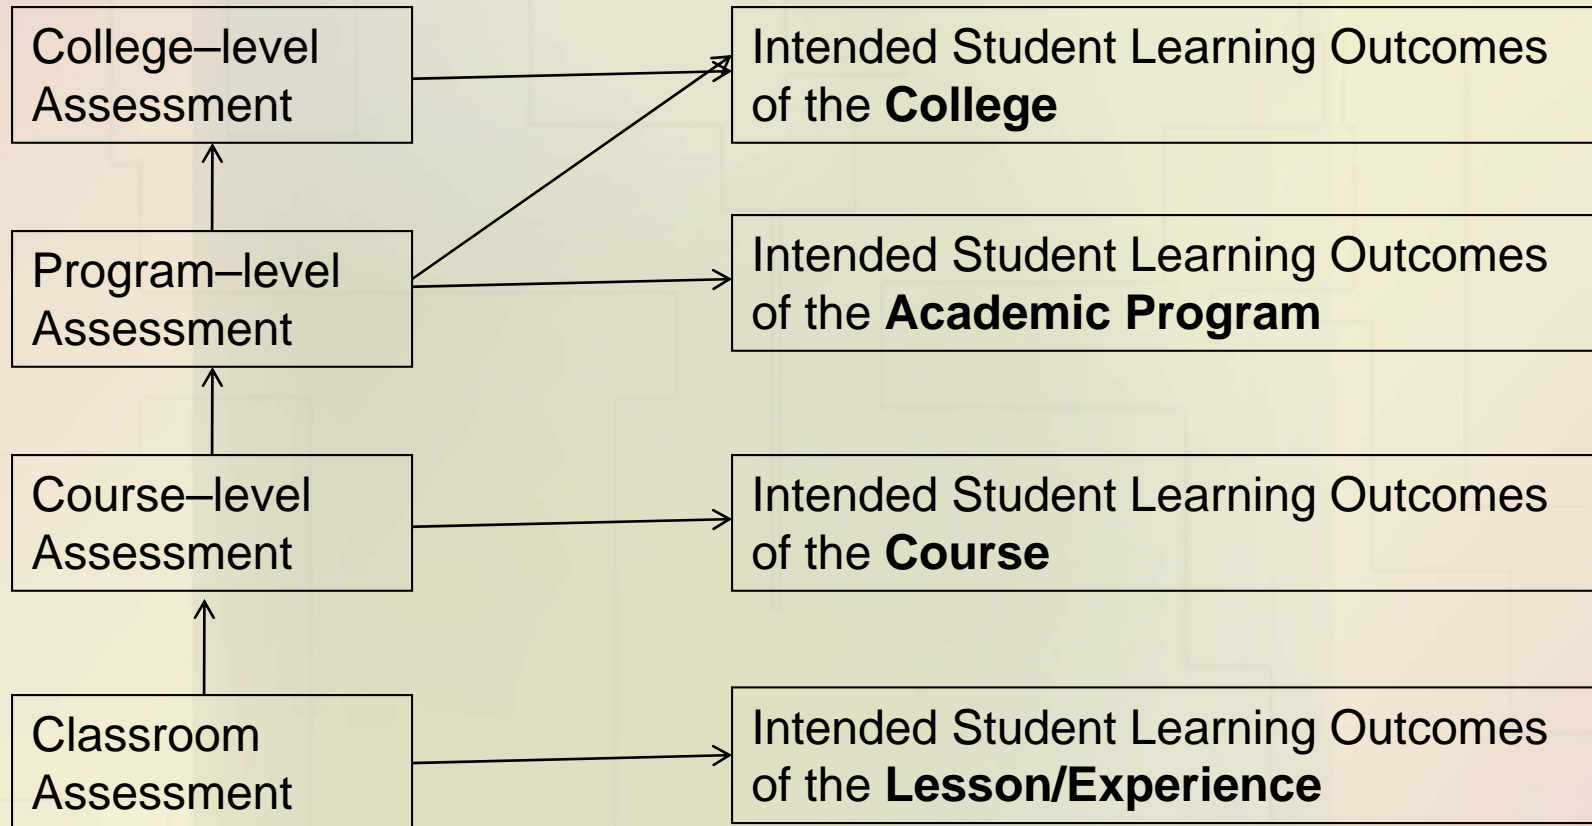 College–level
Assessment
Intended Student Learning Outcomes
of the College
Program–level
Assessment
Intended Student Learning Outcomes
of the Academic Program
Course–level
Assessment
Intended Student Learning Outcomes
of the Course
Classroom
Assessment
Intended Student Learning Outcomes
of the Lesson/Experience